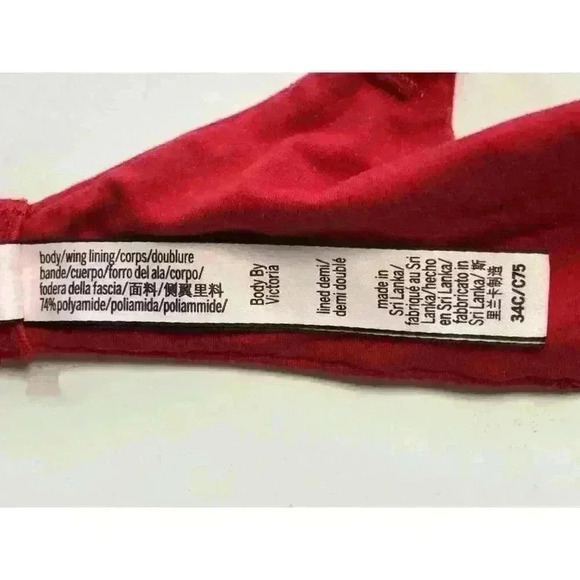 body/wing lining/corps/doublure
bande/cuerpo/forro del ala/corpo/
fodera della fascia/面料/侧翼里料
74% polyamide/poliamida/poliammide/
Body By
Victoria
lined demi/
demi doublé
made in
Sri Lanka/
fabriqué au Sri
Lanka/hecho
en Sri Lanka/
fabbricato in
Sri Lanka/ 斯
里兰卡制造
34C/C75